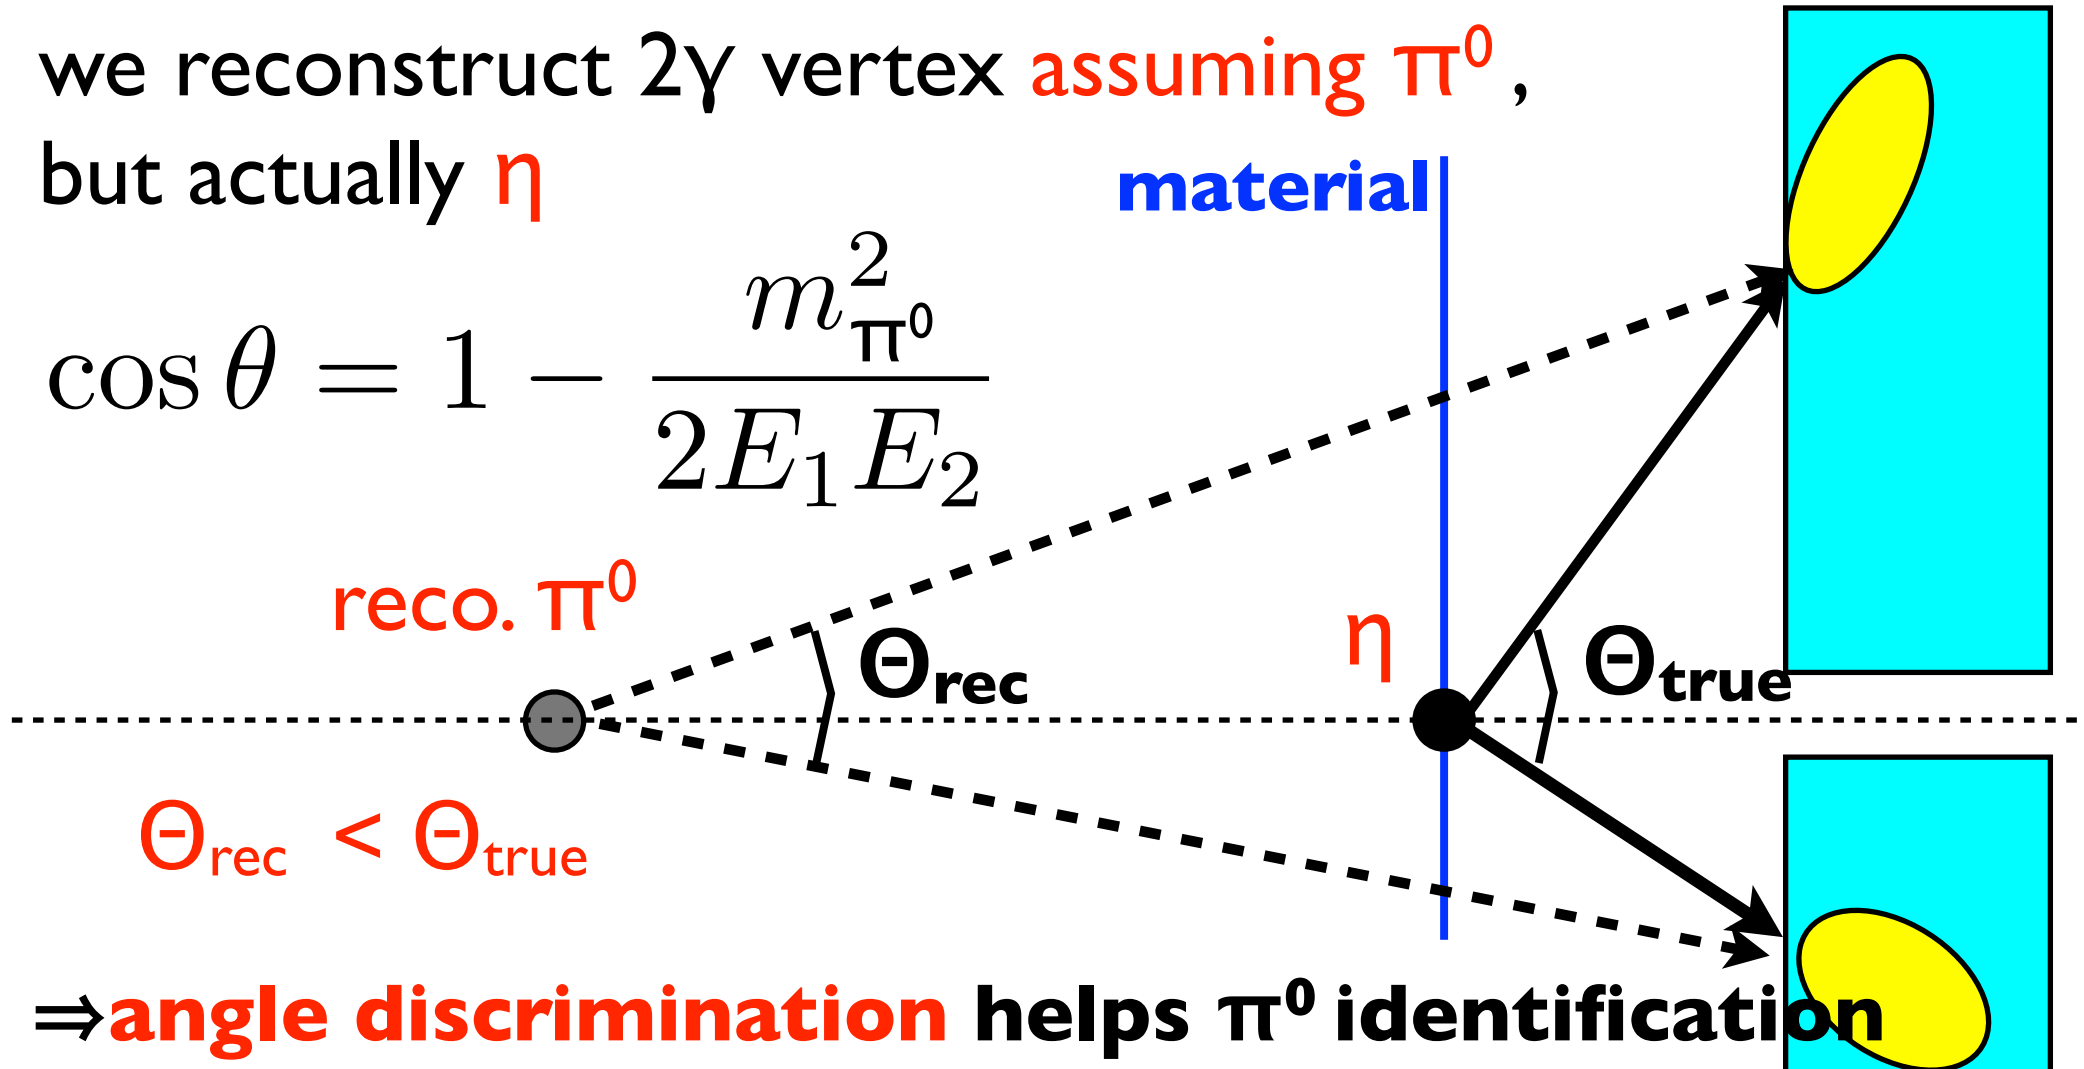 we reconstruct 2γ vertex assuming π⁰ ,
but actually η
material
cos θ = 1 − m²_π⁰ / 2E₁E₂
reco. π⁰
η
Θrec
Θtrue
Θrec < Θtrue
⇒angle discrimination helps π⁰ identification